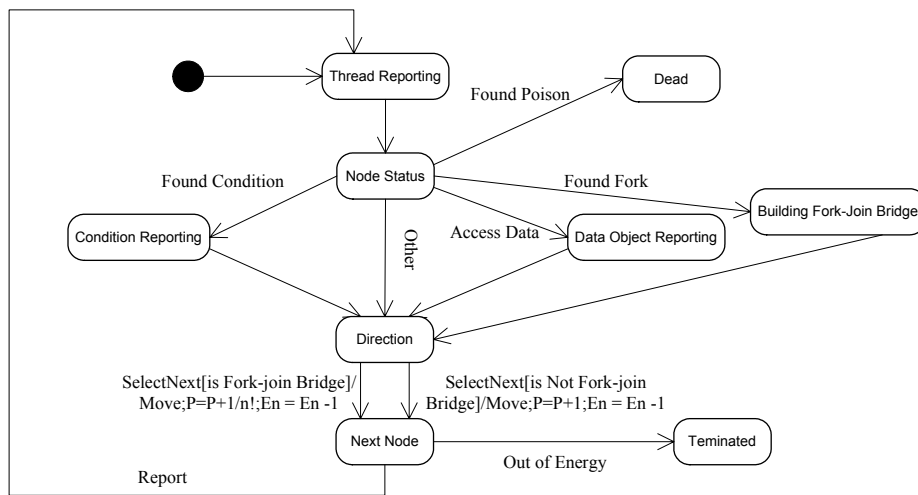 Thread Reporting
Dead
Found Poison
Node Status
Found Condition
Found Fork
Building Fork-Join Bridge
Condition Reporting
Other
Access Data
Data Object Reporting
Direction
SelectNext[is Fork-join Bridge]/
Move;P=P+1/n!;En = En -1
SelectNext[is Not Fork-join
Bridge]/Move;P=P+1;En = En -1
Next Node
Teminated
Out of Energy
Report